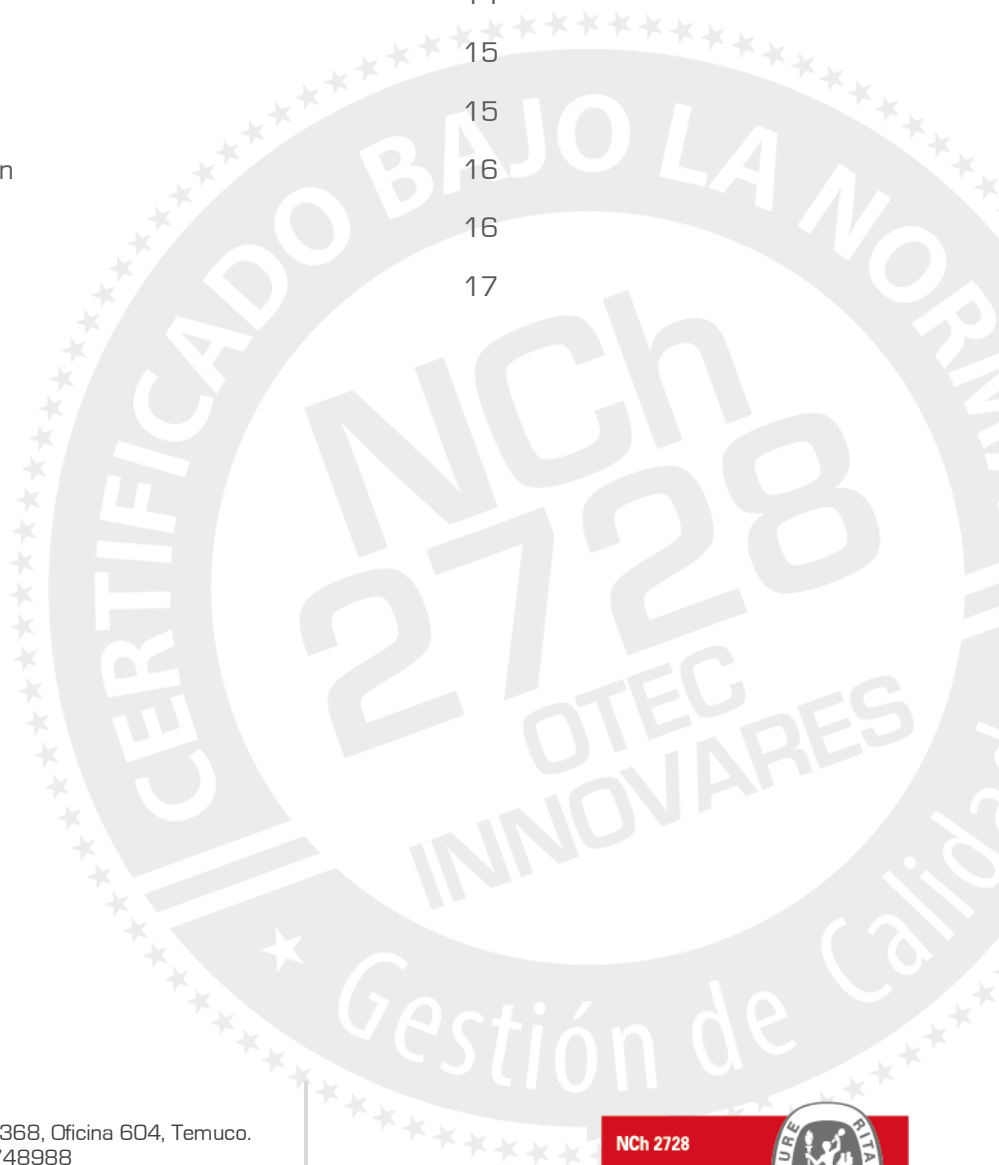 15
15
n 16
16
17
CERTIFICADO BAJO LA NORM
NCh
2728
OTEC
INNOVARES
Gestión de Calidad
368, Oficina 604, Temuco.
748988
NCh 2728